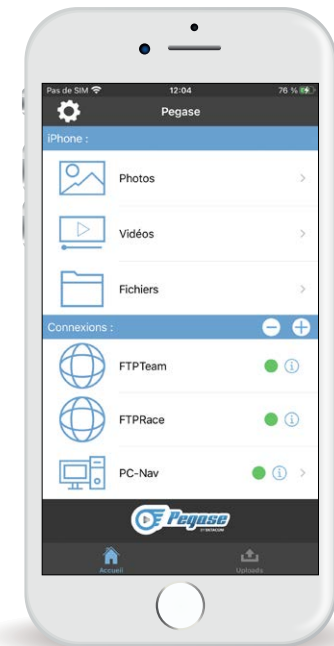 Pas de SIM 12:04 76 %
Pegase
iPhone :
Photos
Vidéos
Fichiers
Connexions :
FTPTeam
FTPRace
PC-Nav
Pegase
Accueil Uploads